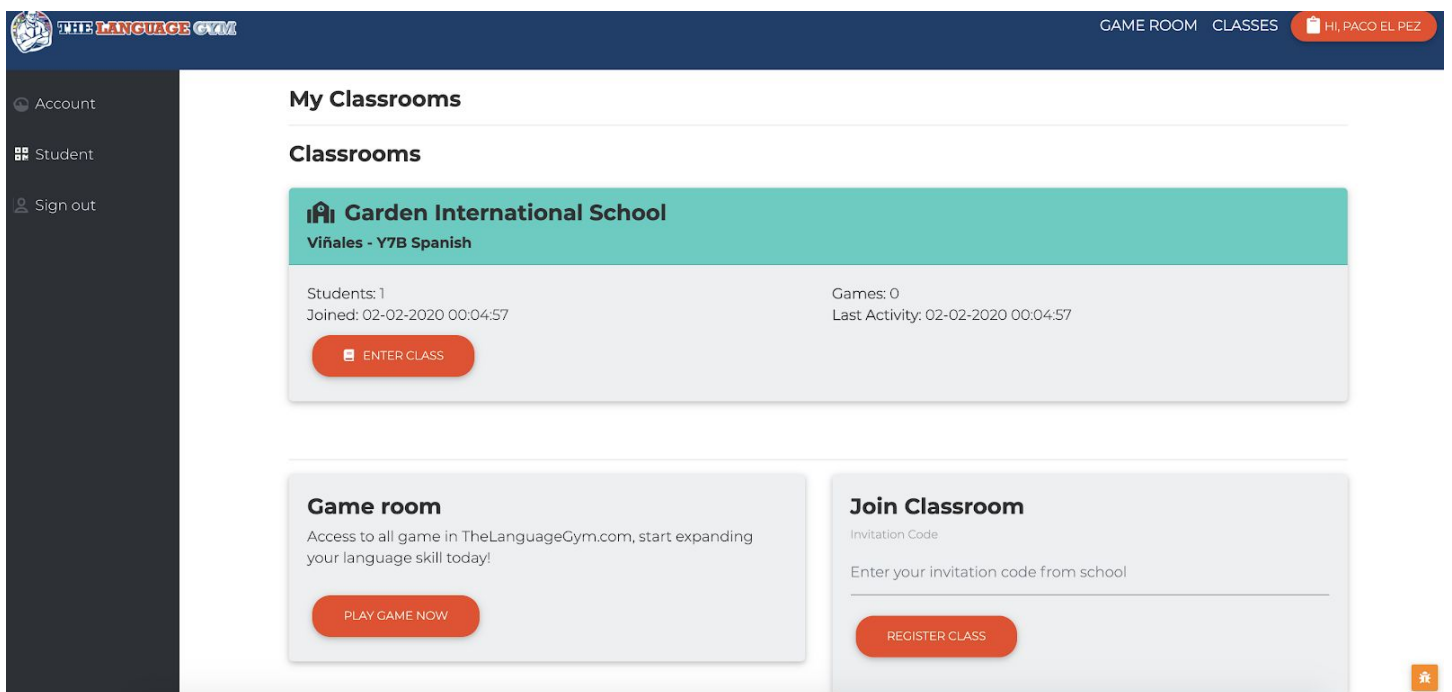 THE LANGUAGE GYM
GAME ROOM CLASSES HI, PACO EL PEZ
Account
Student
Sign out
My Classrooms
Classrooms
Garden International School
Viñales - Y7B Spanish
Students: 1
Joined: 02-02-2020 00:04:57
Games: 0
Last Activity: 02-02-2020 00:04:57
ENTER CLASS
Game room
Access to all game in TheLanguageGym.com, start expanding
your language skill today!
PLAY GAME NOW
Join Classroom
Invitation Code
Enter your invitation code from school
REGISTER CLASS